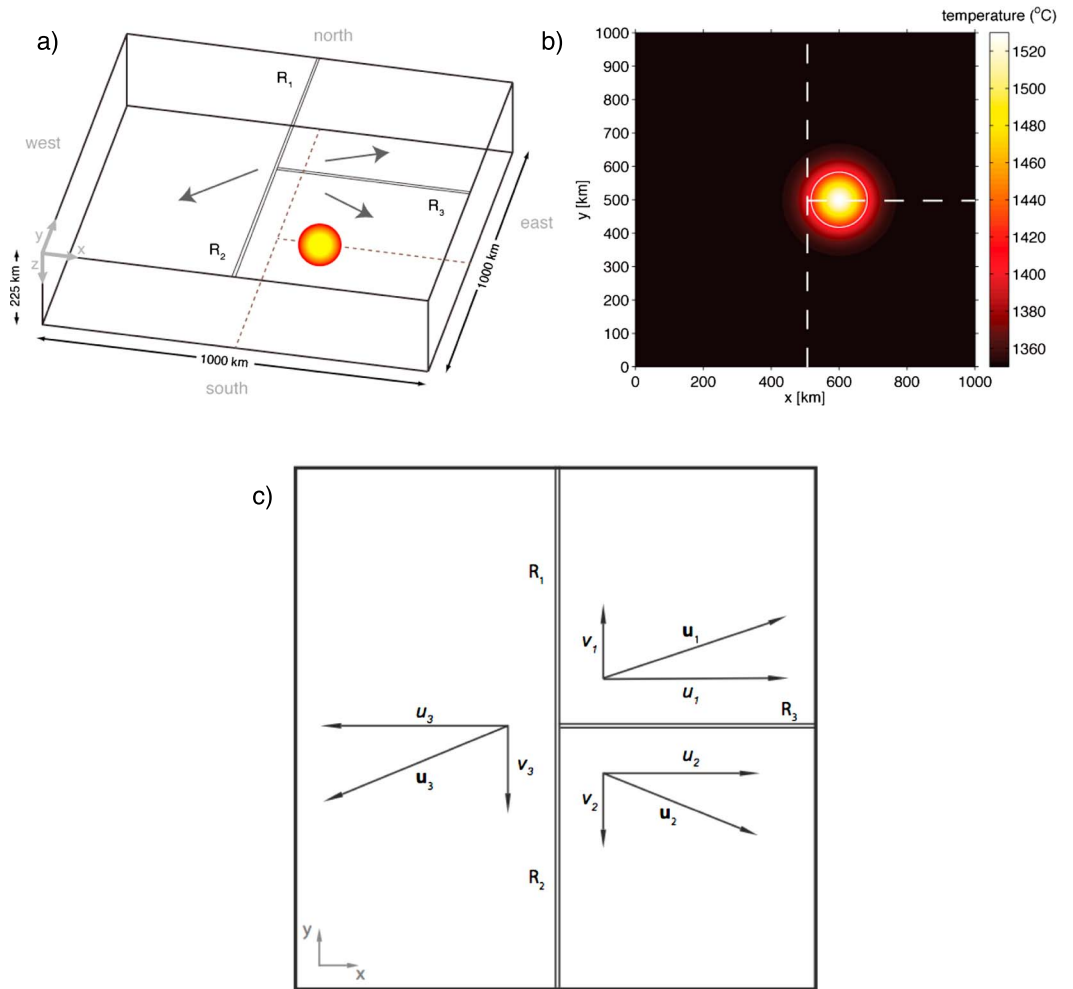 a)
north
R1
west
R3
east
R2
y
x
z
225 km
1000 km
1000 km
south
b)
temperature (oC)
1000
900
800
700
600
500
400
300
200
100
0
y [km]
0 200 400 600 800 1000
x [km]
1520
1500
1480
1460
1440
1420
1400
1380
1360
c)
R1
v1
u1
u1
R3
u3
v3
u3
u2
v2
u2
R2
y
x